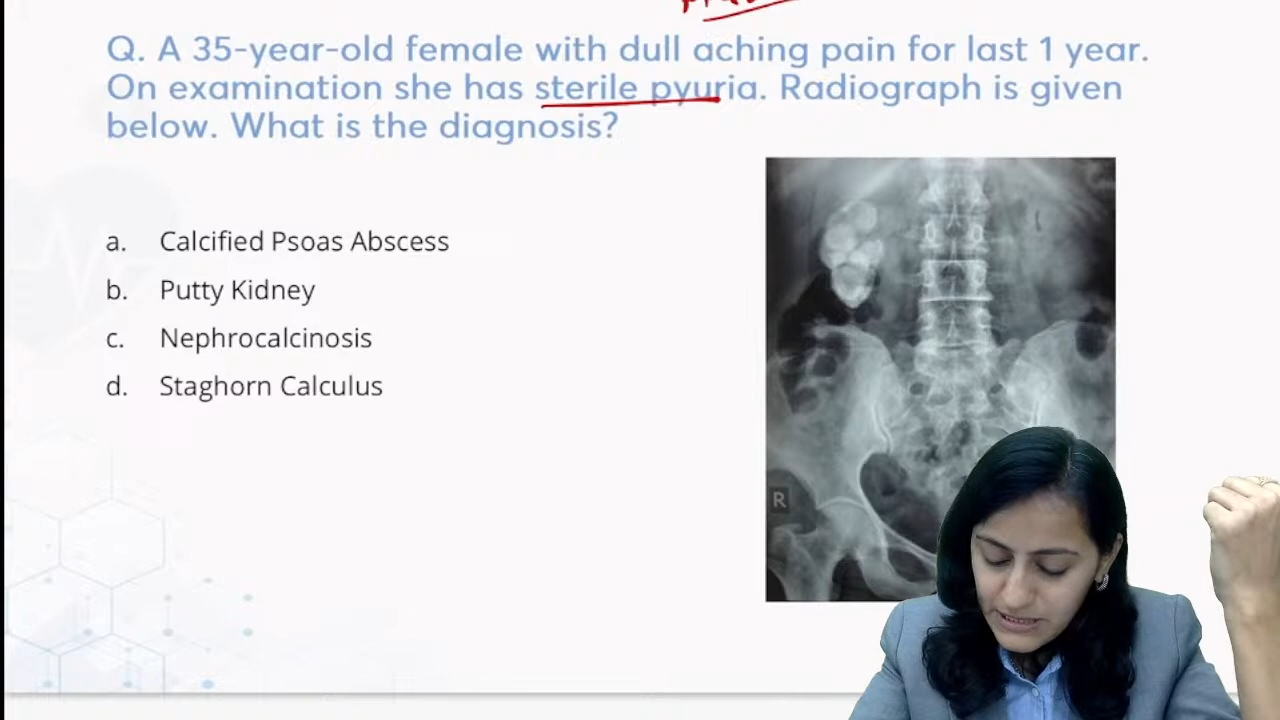 Q. A 35-year-old female with dull aching pain for last 1 year.
On examination she has sterile pyuria. Radiograph is given
below. What is the diagnosis?
a. Calcified Psoas Abscess
b. Putty Kidney
c. Nephrocalcinosis
d. Staghorn Calculus
R